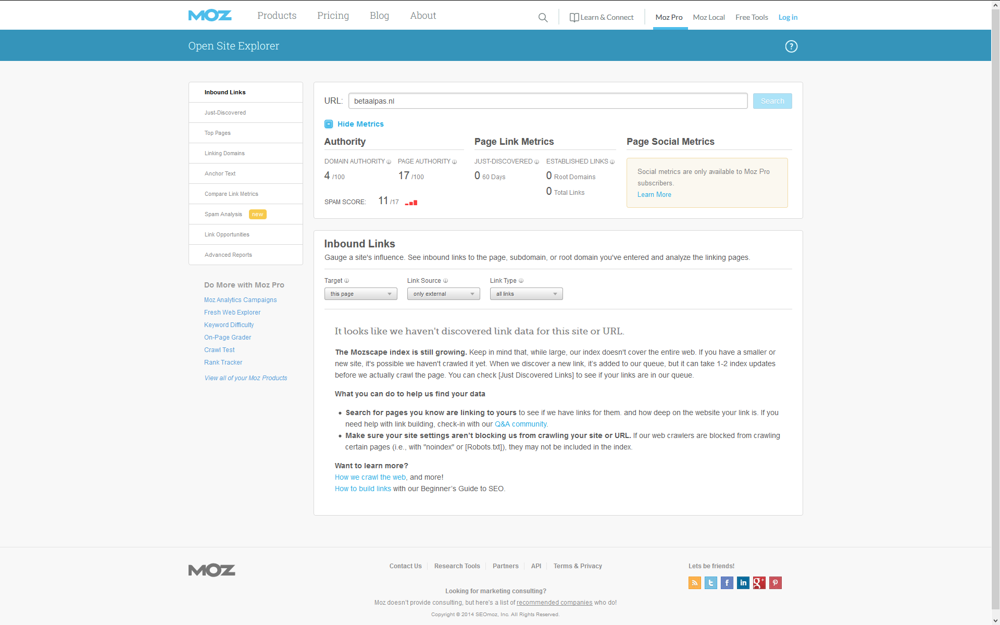 MOZ
Products
Pricing
Blog
About
Learn & Connect
Moz Pro
Moz Local
Free Tools
Log in
Open Site Explorer
?
Inbound Links
Just-Discovered
Top Pages
Linking Domains
Anchor Text
Compare Link Metrics
Spam Analysis new
Link Opportunities
Advanced Reports
Do More with Moz Pro
Moz Analytics Campaigns
Fresh Web Explorer
Keyword Difficulty
On-Page Grader
Crawl Test
Rank Tracker
View all of your Moz Products
URL: betaalpas.nl Search
Hide Metrics
Authority
DOMAIN AUTHORITY PAGE AUTHORITY
4 /100 17 /100
SPAM SCORE: 11 /17
Page Link Metrics
JUST-DISCOVERED ESTABLISHED LINKS
0 60 Days 0 Root Domains
0 Total Links
Page Social Metrics
Social metrics are only available to Moz Pro
subscribers.
Learn More
Inbound Links
Gauge a site's influence. See inbound links to the page, subdomain, or root domain you've entered and analyze the linking pages.
Target Link Source Link Type
this page only external all links
It looks like we haven't discovered link data for this site or URL.
The Mozscape index is still growing. Keep in mind that, while large, our index doesn't cover the entire web. If you have a smaller or
new site, it's possible we haven't crawled it yet. When we discover a new link, it's added to our queue, but it can take 1-2 index updates
before we actually crawl the page. You can check [Just Discovered Links] to see if your links are in our queue.
What you can do to help us find your data
• Search for pages you know are linking to yours to see if we have links for them. and how deep on the website your link is. If you
need help with link building, check-in with our Q&A community.
• Make sure your site settings aren’t blocking us from crawling your site or URL. If our web crawlers are blocked from crawling
certain pages (i.e., with "noindex" or [Robots.txt]), they may not be included in the index.
Want to learn more?
How we crawl the web, and more!
How to build links with our Beginner’s Guide to SEO.
MOZ
Contact Us
Research Tools
Partners
API
Terms & Privacy
Looking for marketing consulting?
Moz doesn’t provide consulting, but here’s a list of recommended companies who do!
Copyright © 2014 SEOmoz, Inc. All Rights Reserved.
Lets be friends!